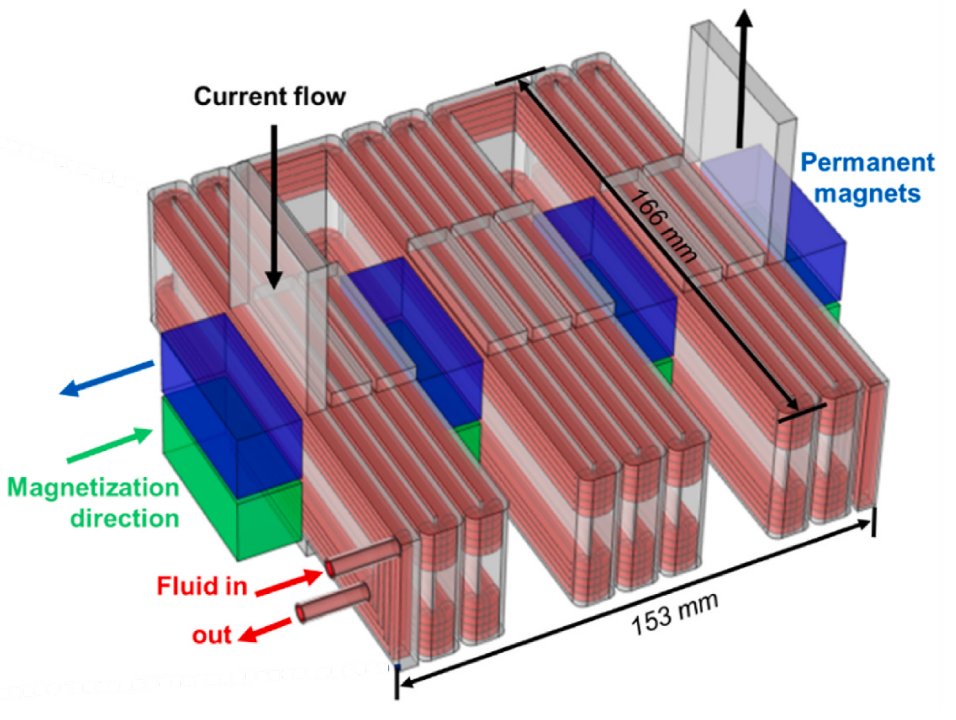 Current flow
Permanent
magnets
166 mm
Magnetization
direction
Fluid in
out
153 mm